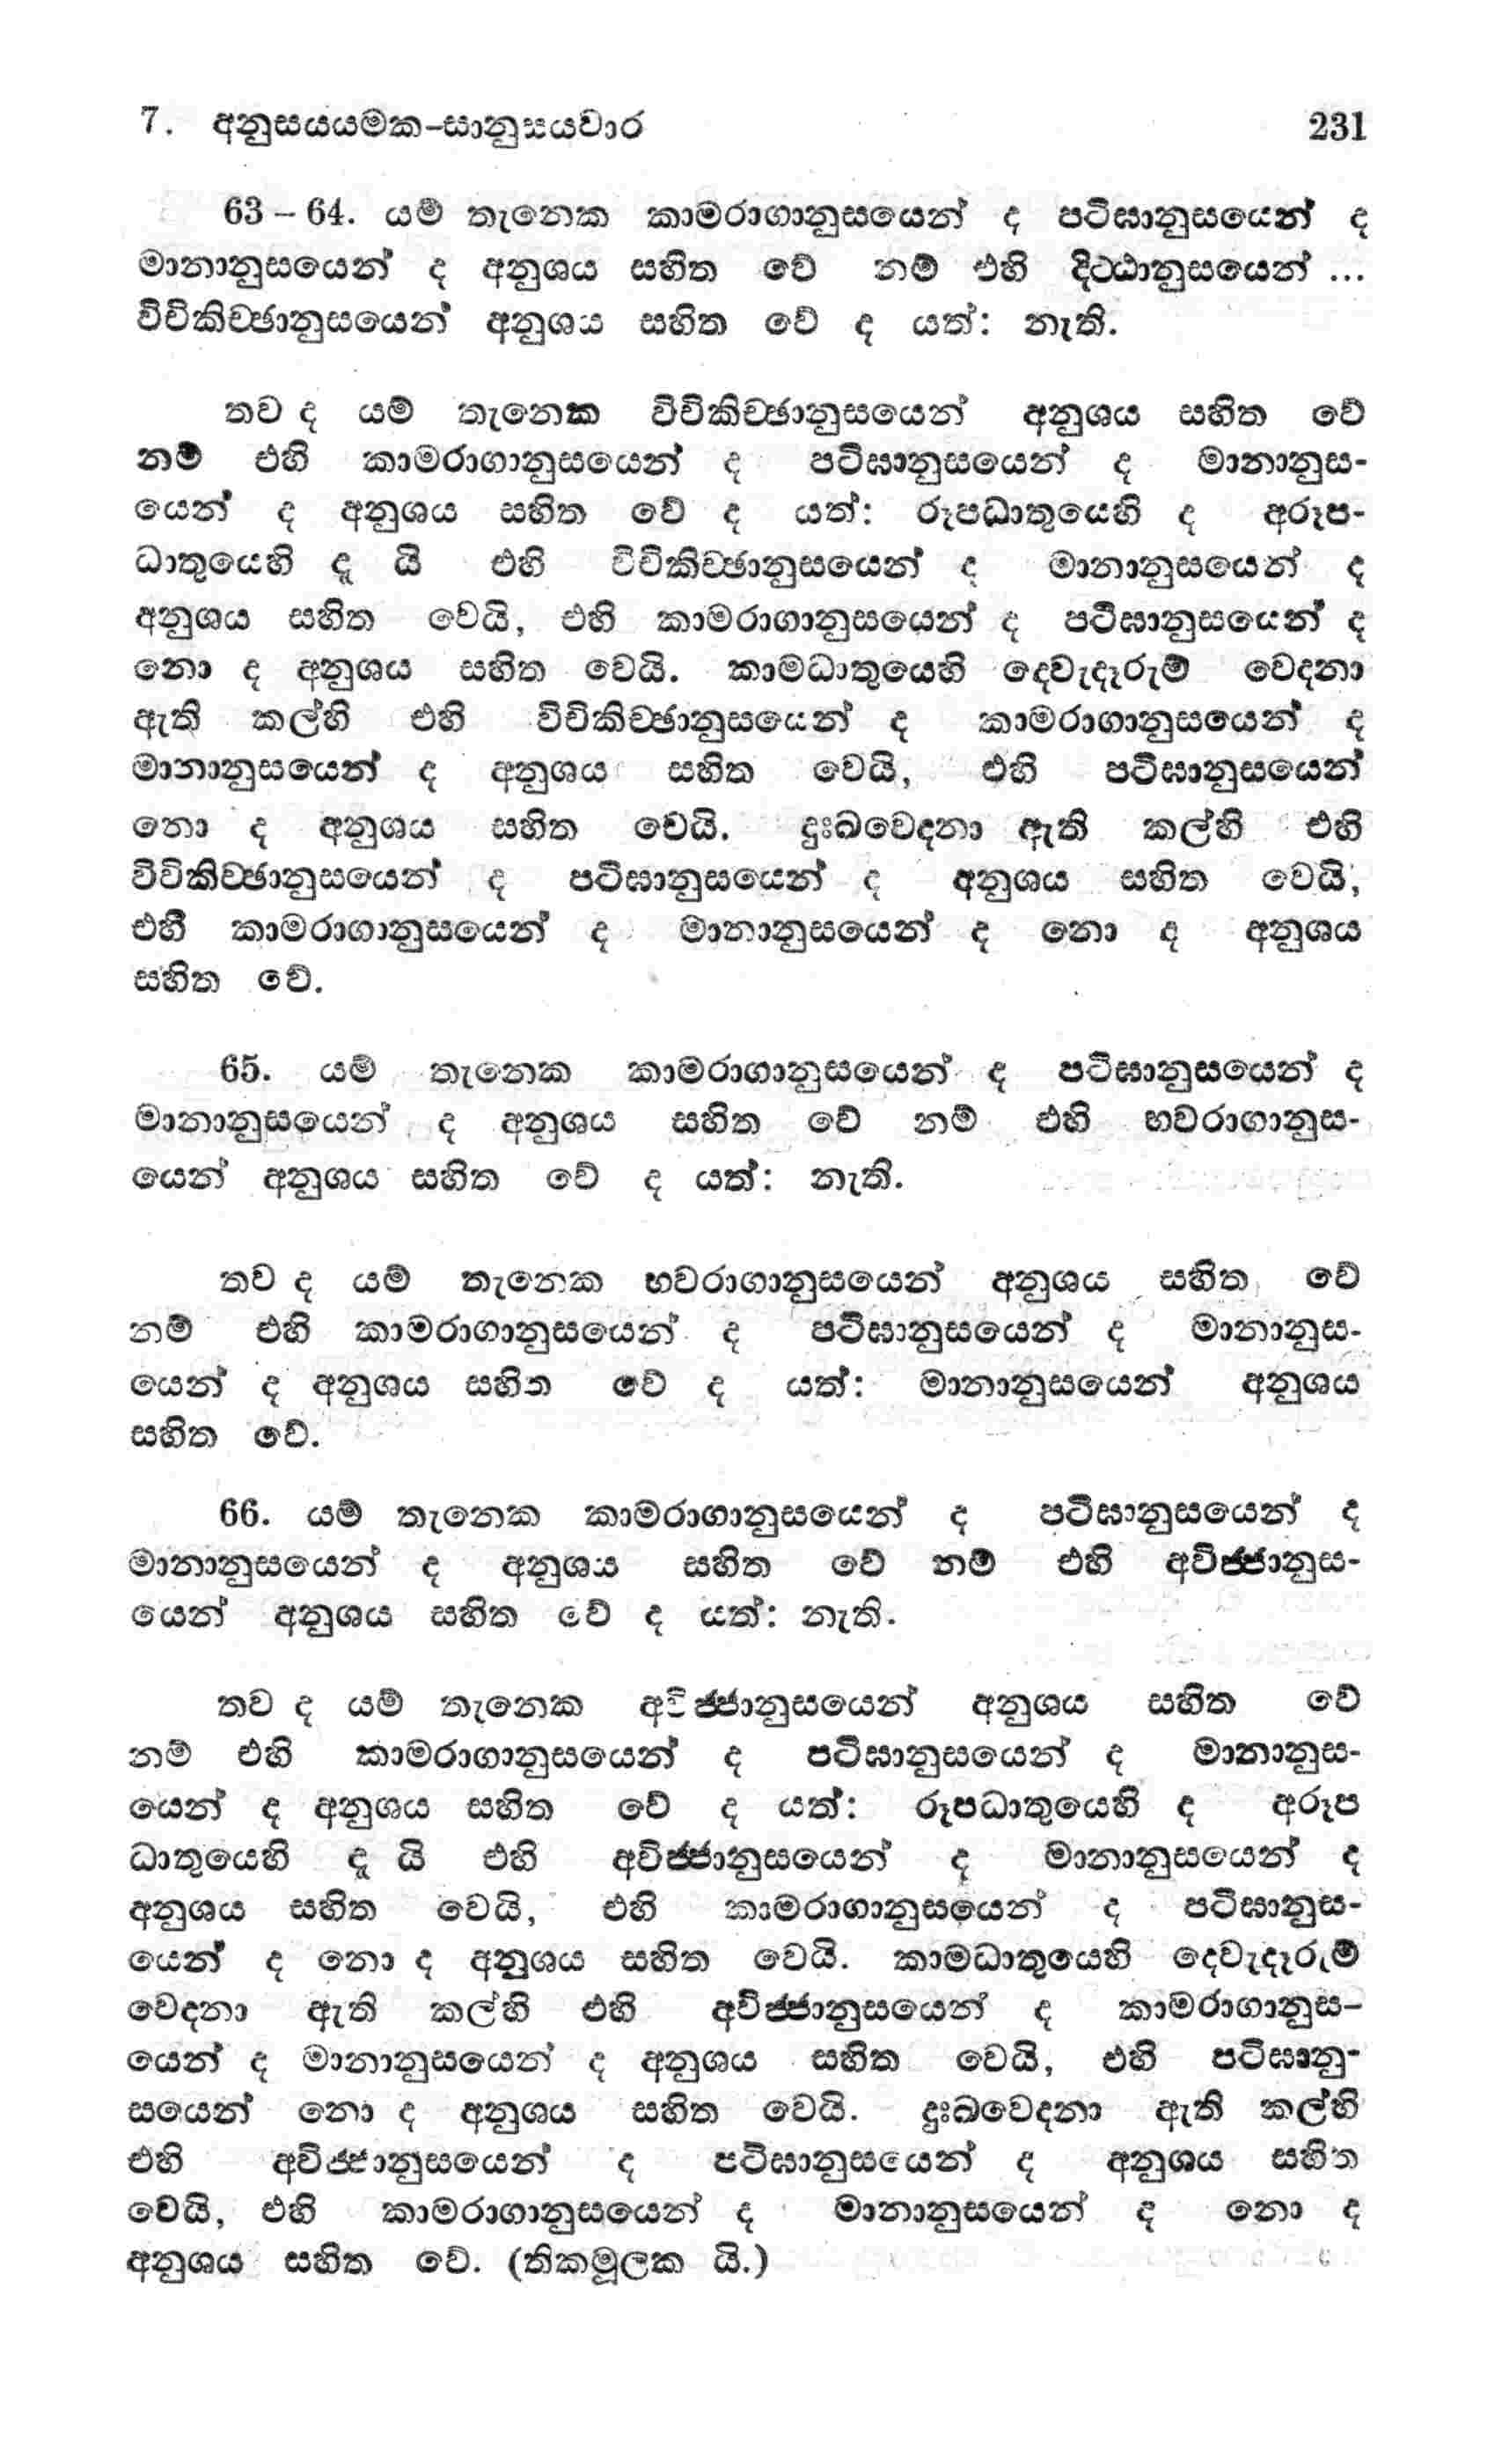 7. අනුසයයමක-සානුසයවාර 231
63 – 64. යම් තැනෙක කාමරාගානුසයෙන් ද පටිඝානුසයෙන් ද
මානානුසයෙන් ද අනුශය සහිත වේ නම් එහි දිට්ඨානුසයෙන් ...
විචිකිච්ඡානුසයෙන් අනුශය සහිත වේ ද යත්: නැති.
තව ද යම් තැනෙක විචිකිච්ඡානුසයෙන් අනුශය සහිත වේ
නම් එහි කාමරාගානුසයෙන් ද පටිඝානුසයෙන් ද මානානුස-
යෙන් ද අනුශය සහිත වේ ද යත්: රූපධාතුයෙහි ද අරූප-
ධාතුයෙහි දැ යි එහි විචිකිච්ඡානුසයෙන් ද මානානුසයෙන් ද
අනුශය සහිත වෙයි, එහි කාමරාගානුසයෙන් ද පටිඝානුසයෙන් ද
නො ද අනුශය සහිත වෙයි. කාමධාතුයෙහි දෙවැදෑරුම් වෙදනා
ඇති කල්හි එහි විචිකිච්ඡානුසයෙන් ද කාමරාගානුසයෙන් ද
මානානුසයෙන් ද අනුශය සහිත වෙයි, එහි පටිඝානුසයෙන්
නො ද අනුශය සහිත වෙයි. දුඃඛවෙදනා ඇති කල්හි එහි
විචිකිච්ඡානුසයෙන් ද පටිඝානුසයෙන් ද අනුශය සහිත වෙයි,
එහි කාමරාගානුසයෙන් ද මානානුසයෙන් ද නො ද අනුශය
සහිත වේ.
65. යම් තැනෙක කාමරාගානුසයෙන් ද පටිඝානුසයෙන් ද
මානානුසයෙන් ද අනුශය සහිත වේ නම් එහි භවරාගානුස-
යෙන් අනුශය සහිත වේ ද යත්: නැති.
තව ද යම් තැනෙක භවරාගානුසයෙන් අනුශය සහිත වේ
නම් එහි කාමරාගානුසයෙන් ද පටිඝානුසයෙන් ද මානානුස-
යෙන් ද අනුශය සහිත වේ ද යත්: මානානුසයෙන් අනුශය
සහිත වේ.
66. යම් තැනෙක කාමරාගානුසයෙන් ද පටිඝානුසයෙන් ද
මානානුසයෙන් ද අනුශය සහිත වේ නම් එහි අවිජ්ජානුස-
යෙන් අනුශය සහිත වේ ද යත්: නැති.
තව ද යම් තැනෙක අවිජ්ජානුසයෙන් අනුශය සහිත වේ
නම් එහි කාමරාගානුසයෙන් ද පටිඝානුසයෙන් ද මානානුස-
යෙන් ද අනුශය සහිත වේ ද යත්: රූපධාතුයෙහි ද අරූප
ධාතුයෙහි දැ යි එහි අවිජ්ජානුසයෙන් ද මානානුසයෙන් ද
අනුශය සහිත වෙයි, එහි කාමරාගානුසයෙන් ද පටිඝානුස-
යෙන් ද නො ද අනුශය සහිත වෙයි. කාමධාතුයෙහි දෙවැදෑරුම්
වෙදනා ඇති කල්හි එහි අවිජ්ජානුසයෙන් ද කාමරාගානුස-
යෙන් ද මානානුසයෙන් ද අනුශය සහිත වෙයි, එහි පටිඝානු-
සයෙන් නො ද අනුශය සහිත වෙයි. දුඃඛවෙදනා ඇති කල්හි
එහි අවිජ්ජානුසයෙන් ද පටිඝානුසයෙන් ද අනුශය සහිත
වෙයි, එහි කාමරාගානුසයෙන් ද මානානුසයෙන් ද නො ද
අනුශය සහිත වේ. (තිකමූලක යි.)